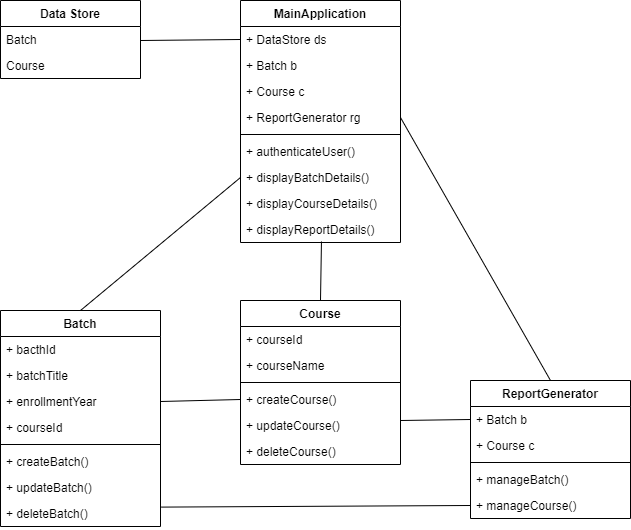 Data Store
Batch
Course
MainApplication
+ DataStore ds
+ Batch b
+ Course c
+ ReportGenerator rg
+ authenticateUser()
+ displayBatchDetails()
+ displayCourseDetails()
+ displayReportDetails()
Batch
+ bacthId
+ batchTitle
+ enrollmentYear
+ courseId
+ createBatch()
+ updateBatch()
+ deleteBatch()
Course
+ courseId
+ courseName
+ createCourse()
+ updateCourse()
+ deleteCourse()
ReportGenerator
+ Batch b
+ Course c
+ manageBatch()
+ manageCourse()